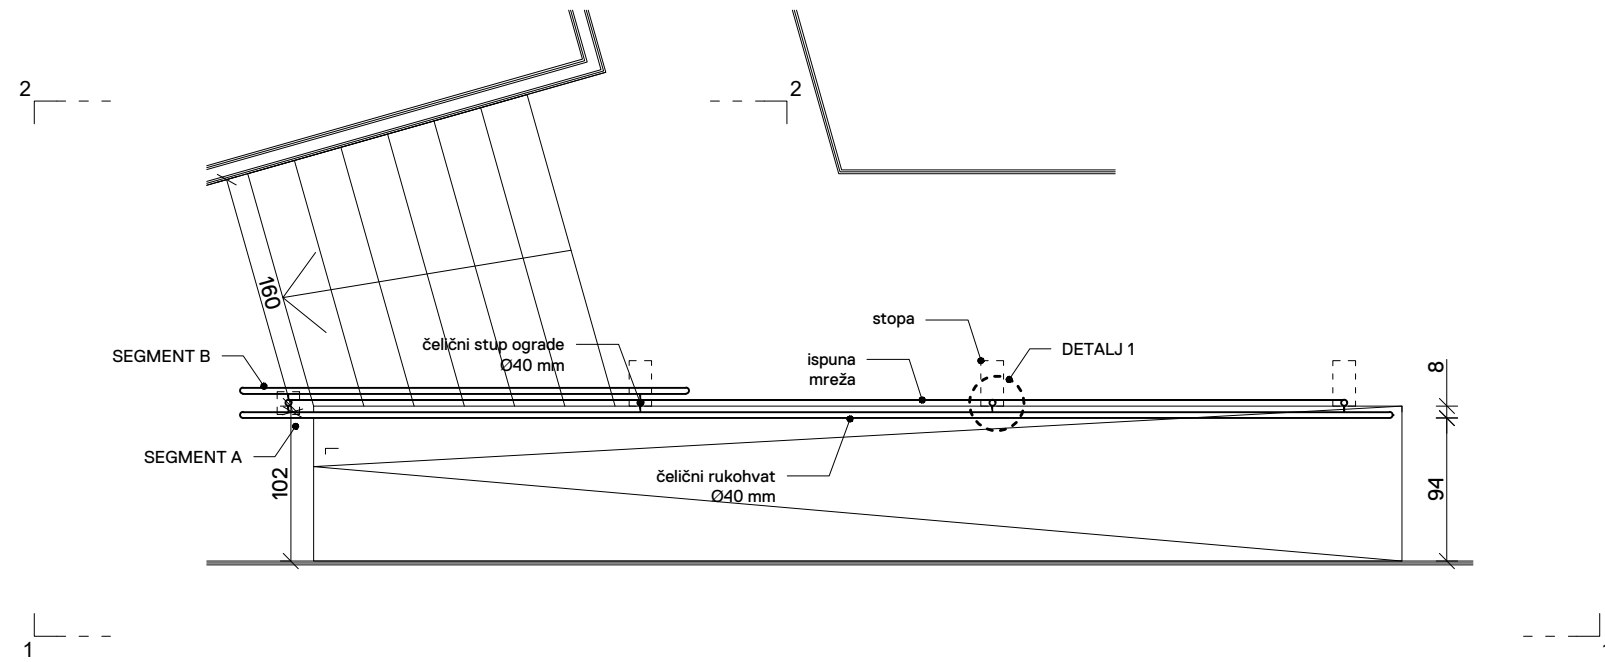 2
2
160
SEGMENT B
čelični stup ograde
Ø40 mm
stopa
ispuna
mreža
DETALJ 1
8
SEGMENT A
102
čelični rukohvat
Ø40 mm
94
1